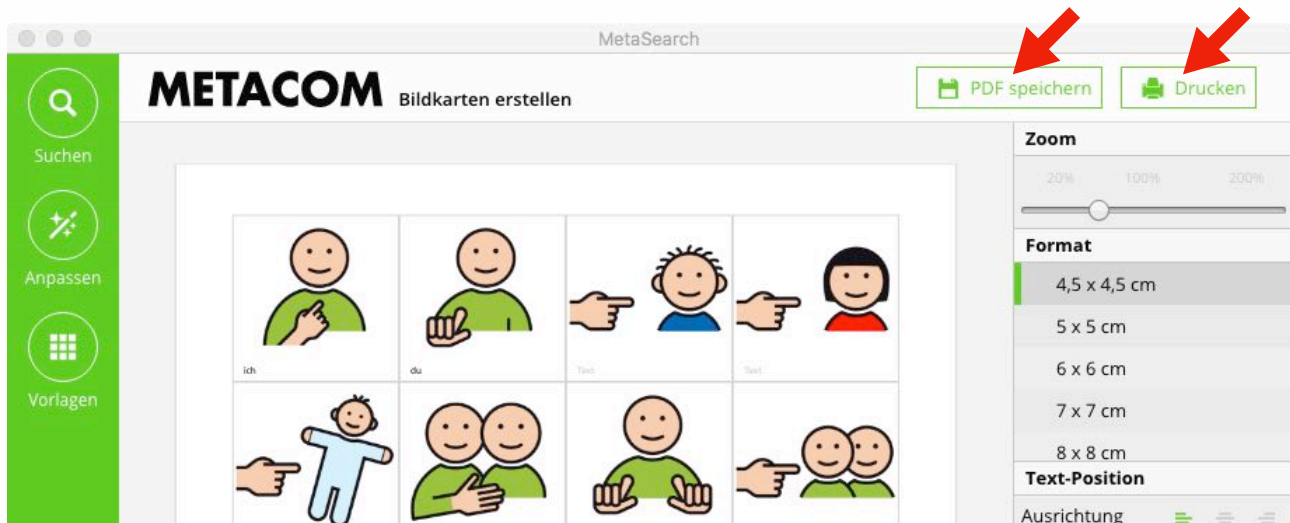 MetaSearch
METACOM Bildkarten erstellen
PDF speichern
Drucken
Suchen
Anpassen
Vorlagen
Zoom
20% 100% 200%
Format
4,5 x 4,5 cm
5 x 5 cm
6 x 6 cm
7 x 7 cm
8 x 8 cm
Text-Position
Ausrichtung
ich
du
Text
Text